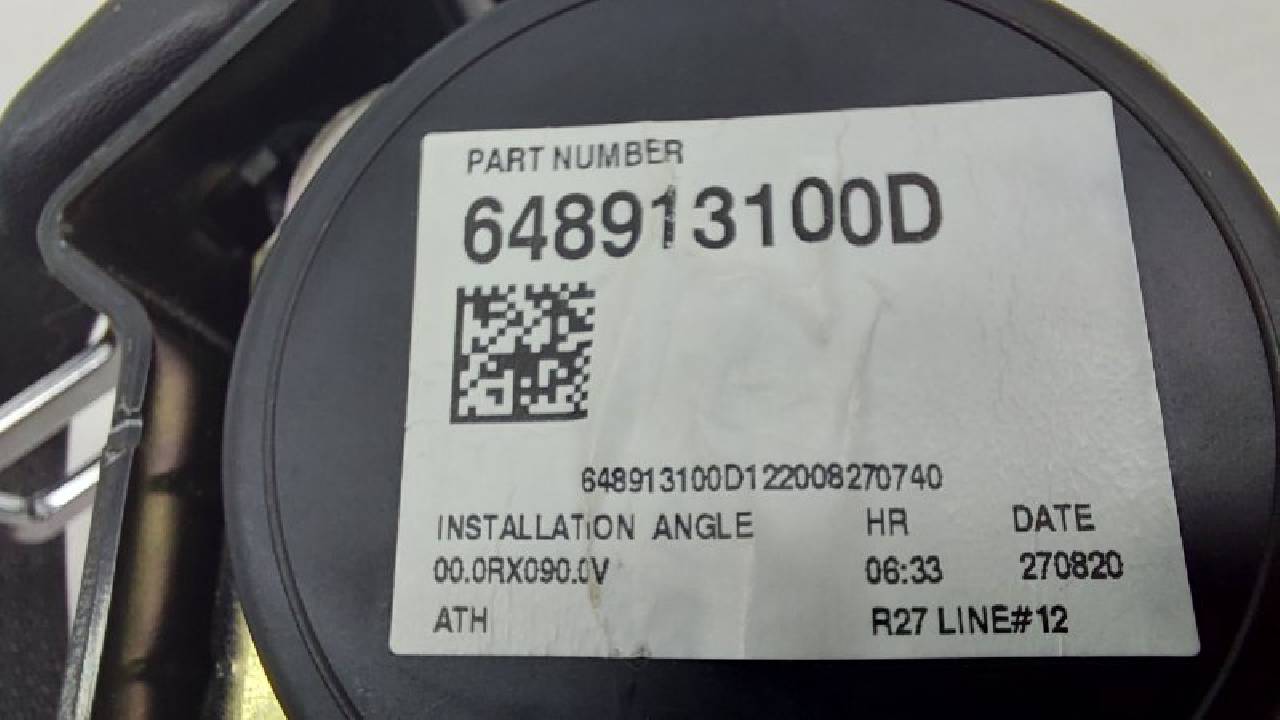 PART NUMBER
648913100D
648913100D122008270740
INSTALLATION ANGLE HR DATE
00.0RX090.0V 06:33 270820
ATH R27 LINE#12